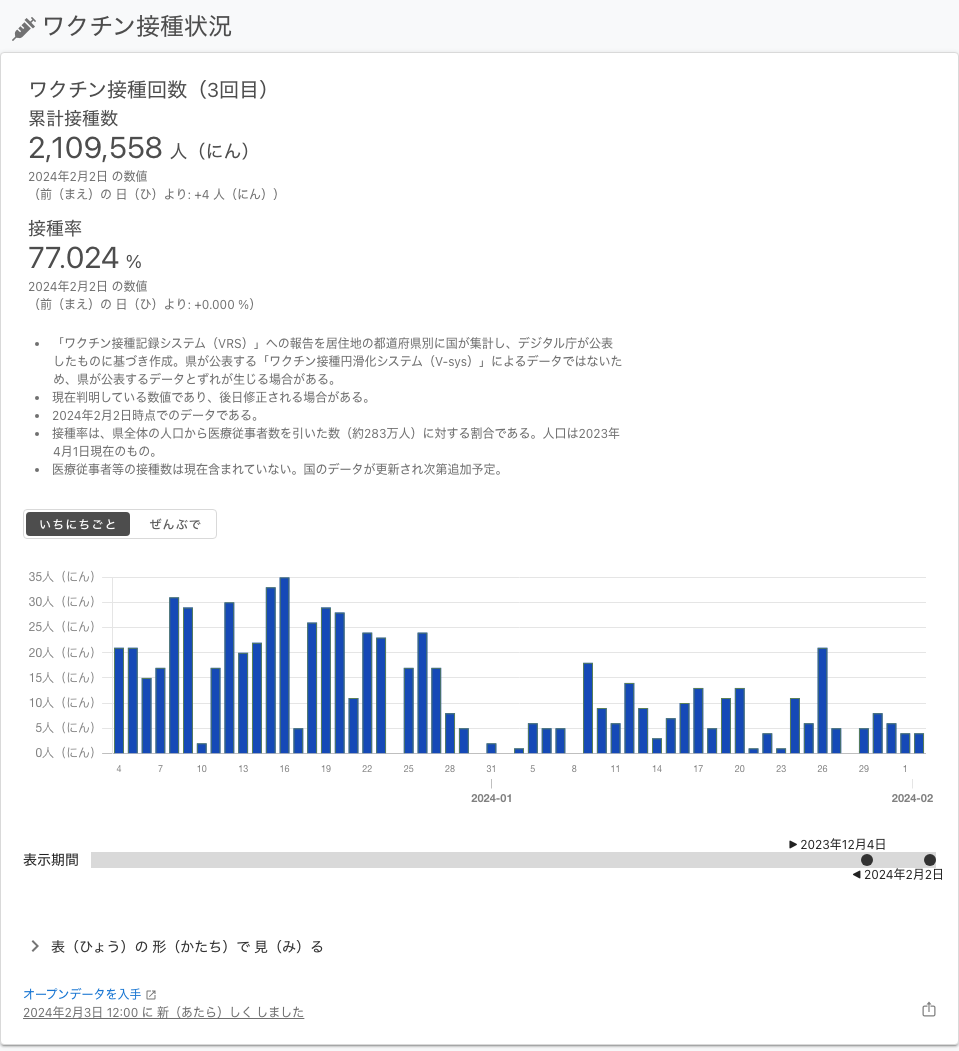 ワクチン接種状況
ワクチン接種回数（3回目）
累計接種数
2,109,558 人（にん）
2024年2月2日 の数値
（前（まえ）の 日（ひ）より: +4 人（にん））
接種率
77.024 %
2024年2月2日 の数値
（前（まえ）の 日（ひ）より: +0.000 %）
• 「ワクチン接種記録システム（VRS）」への報告を居住地の都道府県別に国が集計し、デジタル庁が公表
したものに基づき作成。県が公表する「ワクチン接種円滑化システム（V-sys）」によるデータではないた
め、県が公表するデータとずれが生じる場合がある。
• 現在判明している数値であり、後日修正される場合がある。
• 2024年2月2日時点でのデータである。
• 接種率は、県全体の人口から医療従事者数を引いた数（約283万人）に対する割合である。人口は2023年
4月1日現在のもの。
• 医療従事者等の接種数は現在含まれていない。国のデータが更新され次第追加予定。
いちにちごと ぜんぶで
35人（にん）
30人（にん）
25人（にん）
20人（にん）
15人（にん）
10人（にん）
5人（にん）
0人（にん）
4 7 10 13 16 19 22 25 28 31 5 8 11 14 17 20 23 26 29 1
2024-01 2024-02
▶ 2023年12月4日
表示期間
◀ 2024年2月2日
表（ひょう）の 形（かたち）で 見（み）る
オープンデータを入手
2024年2月3日 12:00 に 新（あたら）しく しました